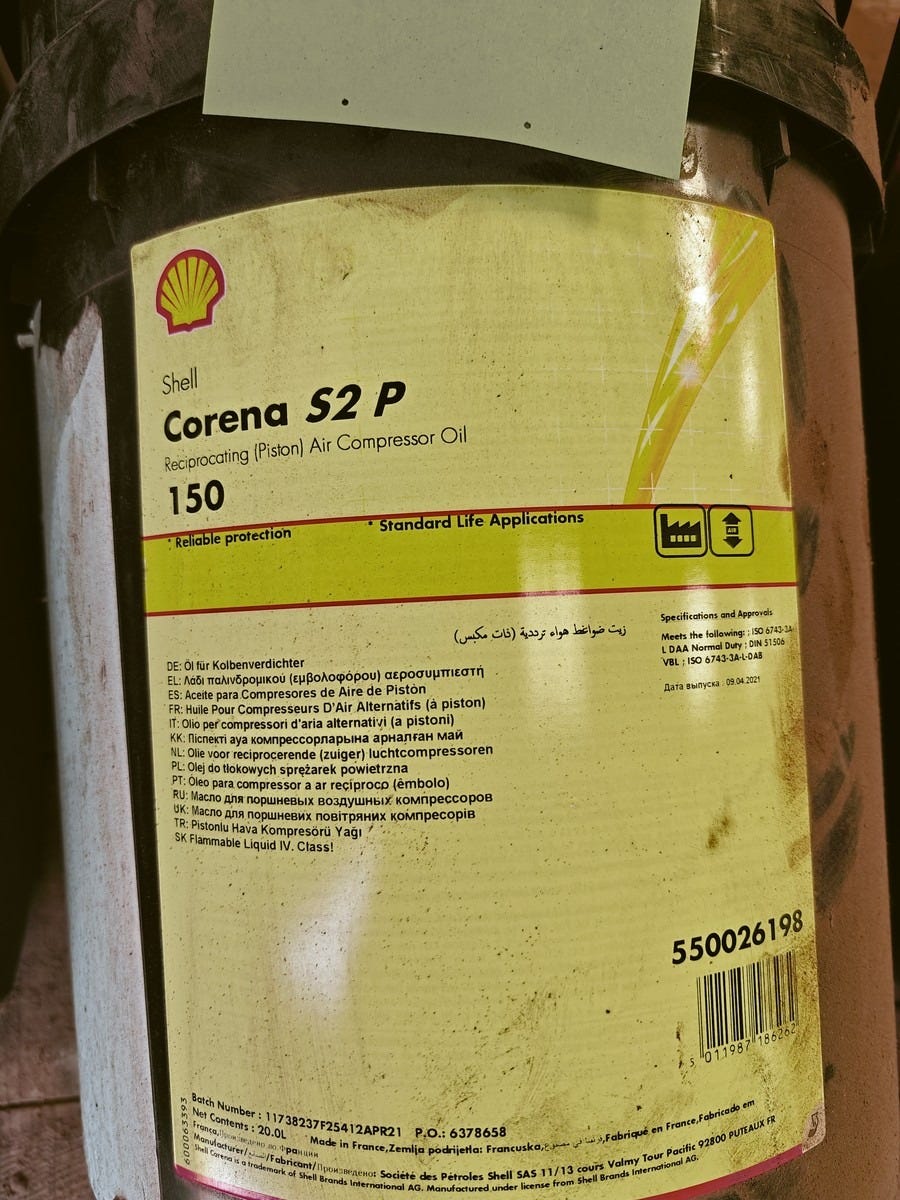 Shell
Corena S2 P
Reciprocating (Piston) Air Compressor Oil
150
* Reliable protection
* Standard Life Applications
AIR
زيت ضواغط هواء ترددية (ذات مكبس)
Specifications and Approvals
Meets the following: ; ISO 6743-3A-
L DAA Normal Duty ; DIN 51506
VBL ; ISO 6743-3A-L-DAB
Дата выпуска : 09.04.2021
DE: Öl für Kolbenverdichter
EL: Λάδι παλινδρομικού (εμβολοφόρου) αεροσυμπιεστή
ES: Aceite para Compresores de Aire de Pistòn
FR: Huile Pour Compresseurs D'Air Alternatifs (à piston)
IT: Olio per compressori d'aria alternativi (a pistoni)
KK: Піспекті ауа компрессорларына арналған май
NL: Olie voor reciprocerende (zuiger) luchtcompressoren
PL: Olej do tłokowych sprężarek powietrzna
PT: Óleo para compressor a ar recíproco (êmbolo)
RU: Масло для поршневых воздушных компрессоров
UK: Масло для поршневих повітряних компресорів
TR: Pistonlu Hava Kompresörü Yağı
SK Flammable Liquid IV. Class!
550026198
5 011987 186262
600063393
Batch Number : 11738237F25412APR21 P.O.: 6378658
Net Contents : 20.0L
Made in France,Zemlja podrijetla: Francuska, Fabriqué en France,Fabricado em
França,Произведено во Франции
Manufacturer/ /Fabricant/Произведено: Société des Pétroles Shell SAS 11/13 cours Valmy Tour Pacific 92800 PUTEAUX FR
Shell Corena is a trademark of Shell Brands International AG. Manufactured under license from Shell Brands International AG.